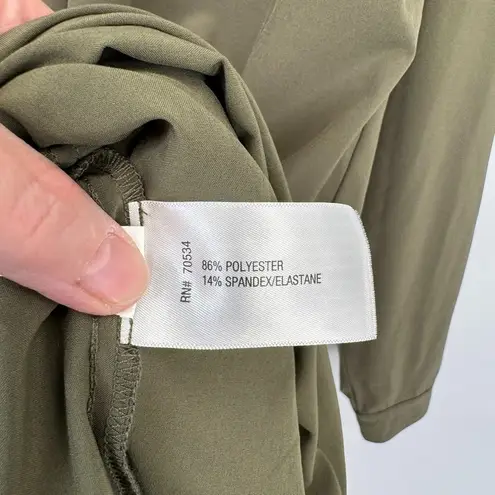 RN# 70534
86% POLYESTER
14% SPANDEX/ELASTANE